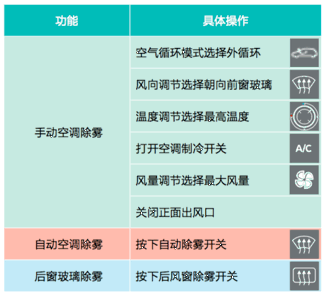 功能 具体操作
手动空调除雾
空气循环馍式选择外循环
风向调节选择朝向前窗玻璃
温度调节选择最高温度
打开空调制冷开关 A/C
风量调节选择最大风量
关闭正面出风口
自动空调除雾 按下自动除雾开关
后窗玻璃除雾 按下后风窗除雾开关